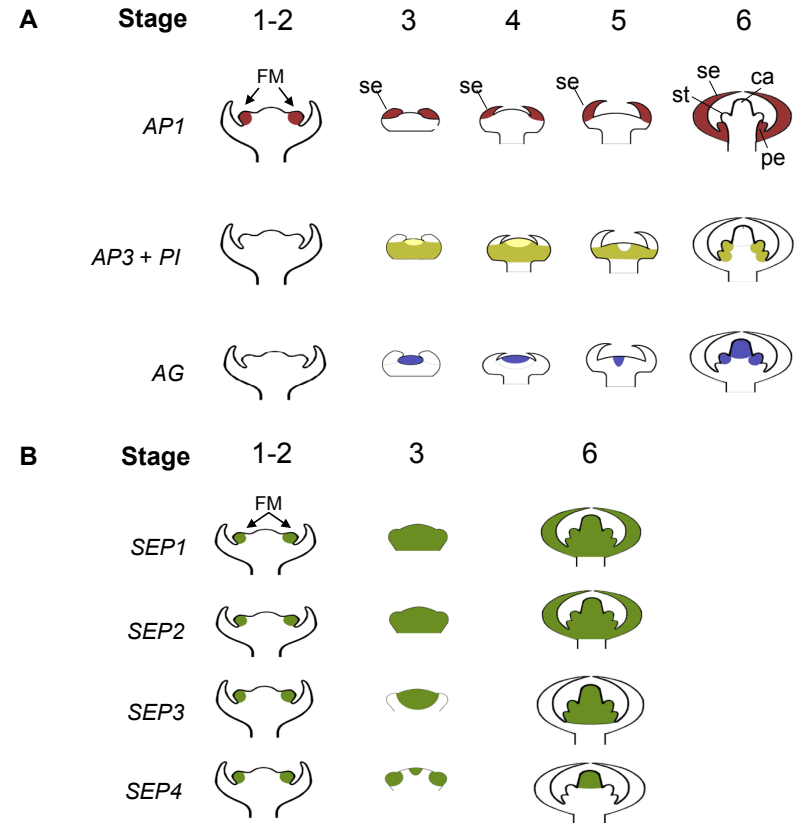 A Stage 1-2 3 4 5 6
FM se se se se ca st pe
AP1
AP3 + PI
AG
B Stage 1-2 3 6
FM
SEP1
SEP2
SEP3
SEP4